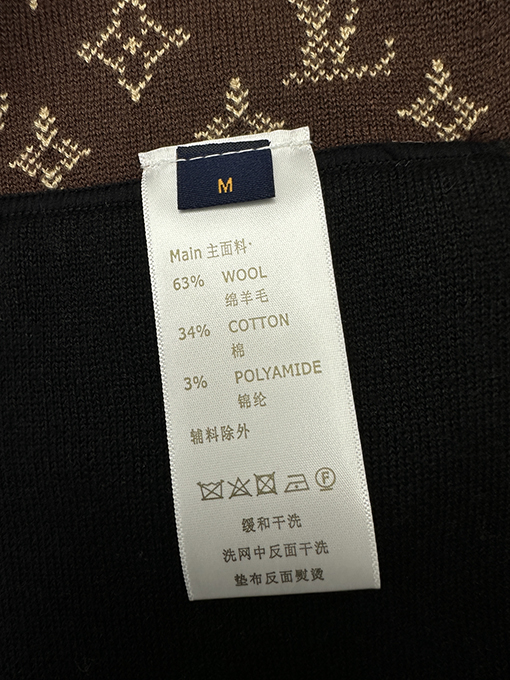 M
Main 主面料:
63% WOOL
绵羊毛
34% COTTON
棉
3% POLYAMIDE
锦纶
辅料除外
F
缓和干洗
洗网中反面干洗
垫布反面熨烫